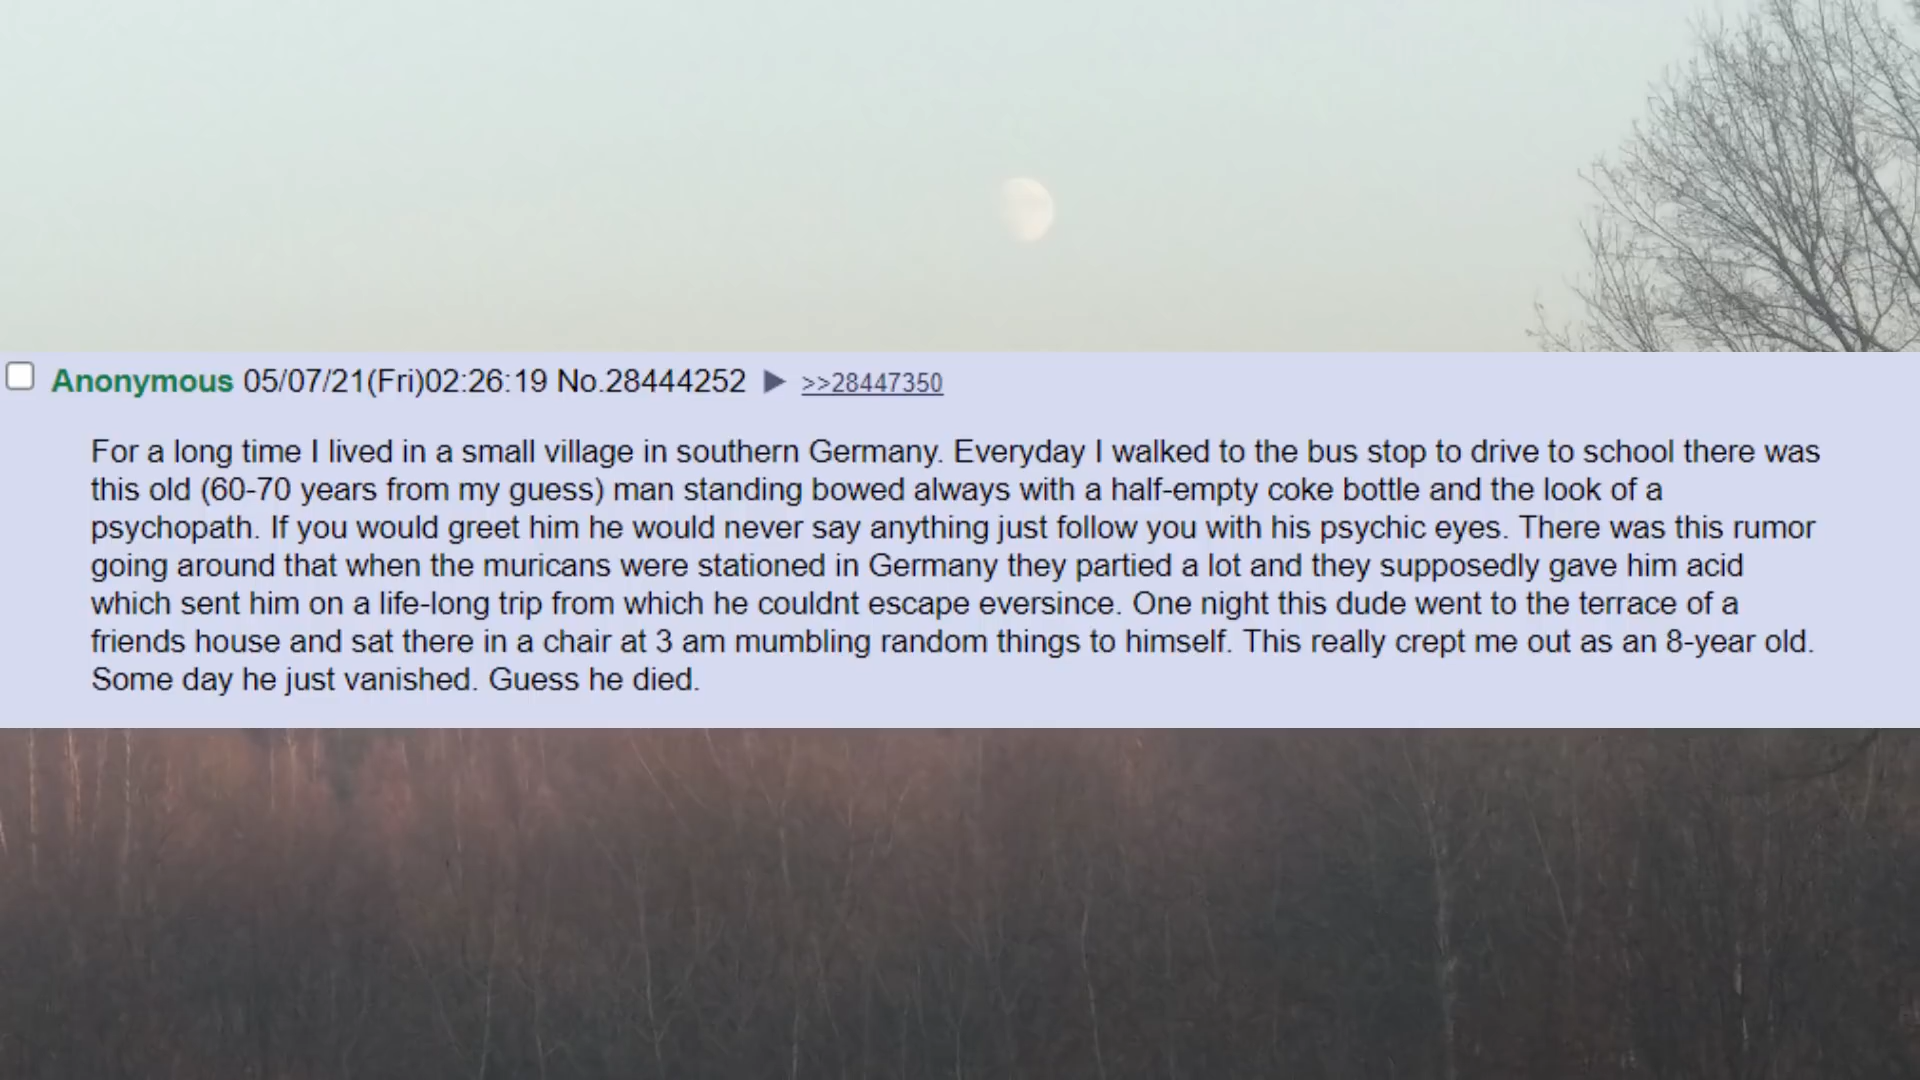 Anonymous 05/07/21(Fri)02:26:19 No.28444252 ▶ >>28447350
For a long time I lived in a small village in southern Germany. Everyday I walked to the bus stop to drive to school there was
this old (60-70 years from my guess) man standing bowed always with a half-empty coke bottle and the look of a
psychopath. If you would greet him he would never say anything just follow you with his psychic eyes. There was this rumor
going around that when the muricans were stationed in Germany they partied a lot and they supposedly gave him acid
which sent him on a life-long trip from which he couldnt escape eversince. One night this dude went to the terrace of a
friends house and sat there in a chair at 3 am mumbling random things to himself. This really crept me out as an 8-year old.
Some day he just vanished. Guess he died.